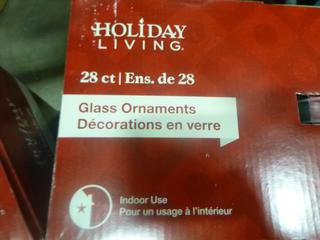 HOLIDAY
LIVING.
28 ct | Ens. de 28
Glass Ornaments
Décorations en verre
Indoor Use
Pour un usage à l'intérieur